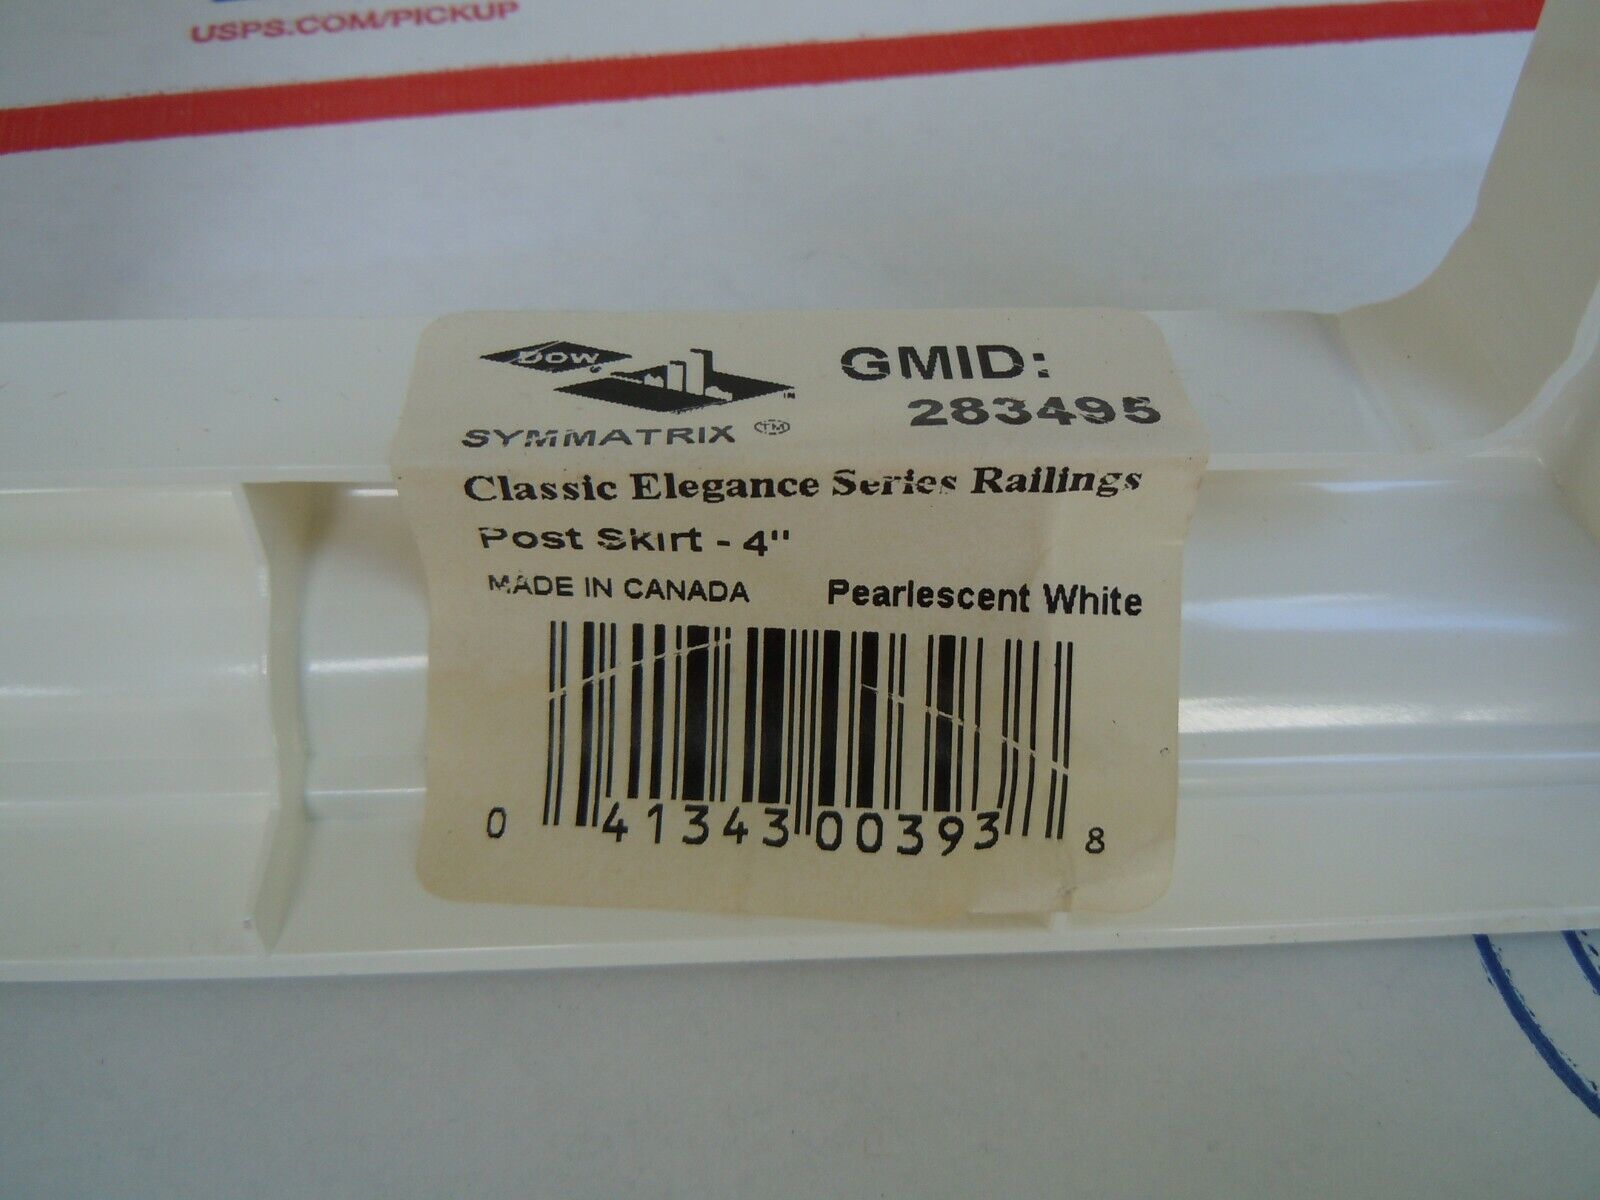 USPS.COM/PICKUP
DOW
GMID:
283495
SYMMATRIX ™
Classic Elegance Series Railings
Post Skirt - 4"
MADE IN CANADA
Pearlescent White
0 41343 00393 8